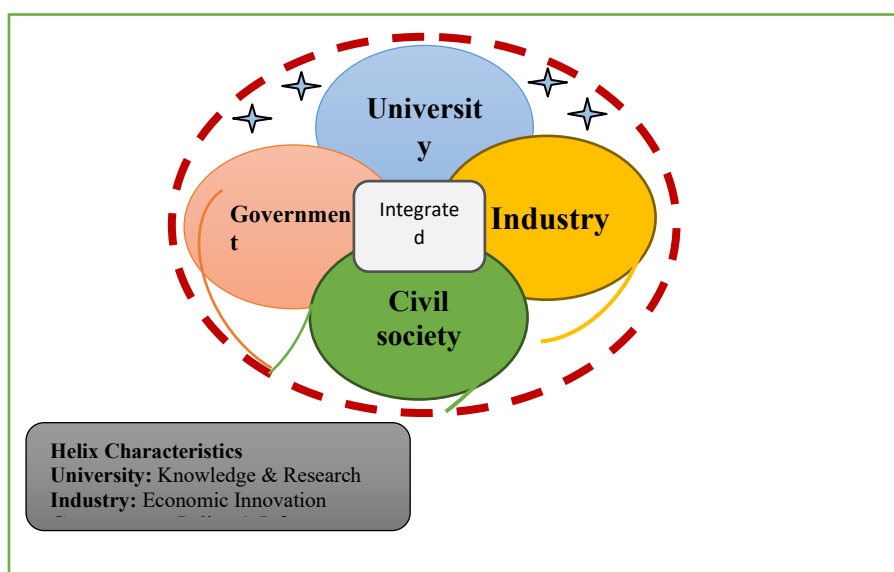 Universit
y
Governmen
t
Integrate
d
Industry
Civil
society
Helix Characteristics
University: Knowledge & Research
Industry: Economic Innovation